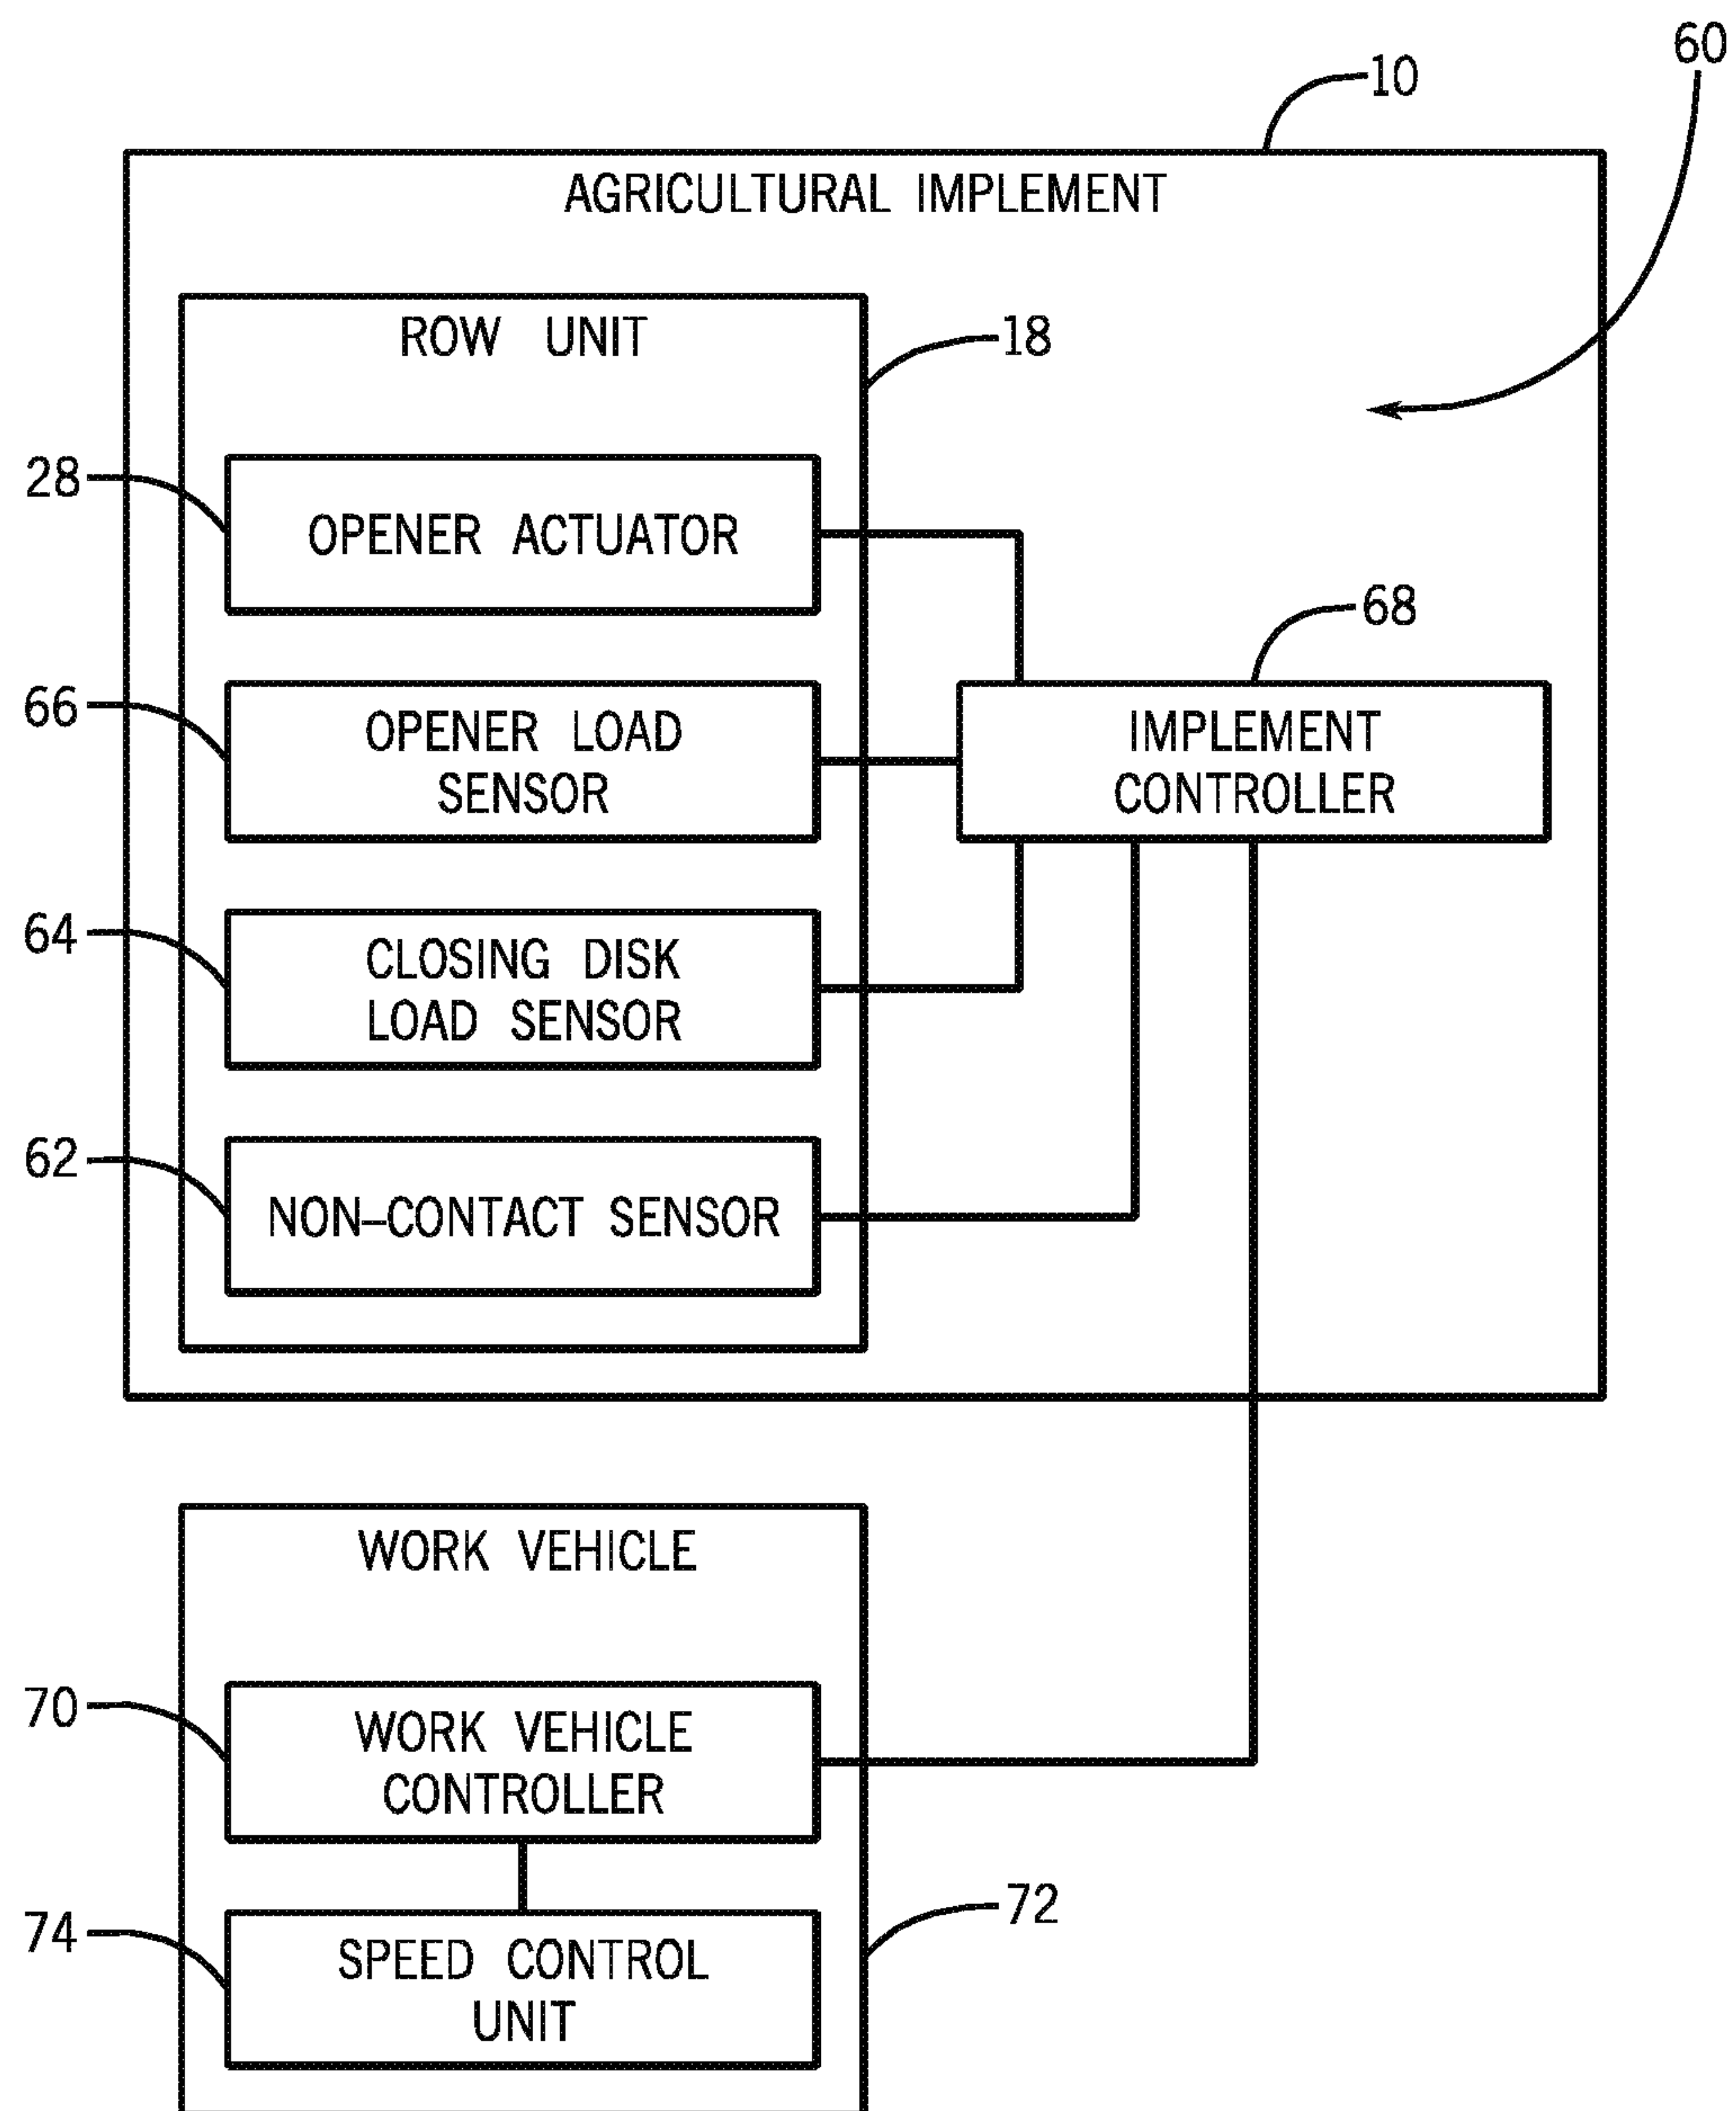 60
10
AGRICULTURAL IMPLEMENT
ROW UNIT
18
28
OPENER ACTUATOR
68
66
OPENER LOAD
SENSOR
IMPLEMENT
CONTROLLER
64
CLOSING DISK
LOAD SENSOR
62
NON–CONTACT SENSOR
WORK VEHICLE
70
WORK VEHICLE
CONTROLLER
72
74
SPEED CONTROL
UNIT